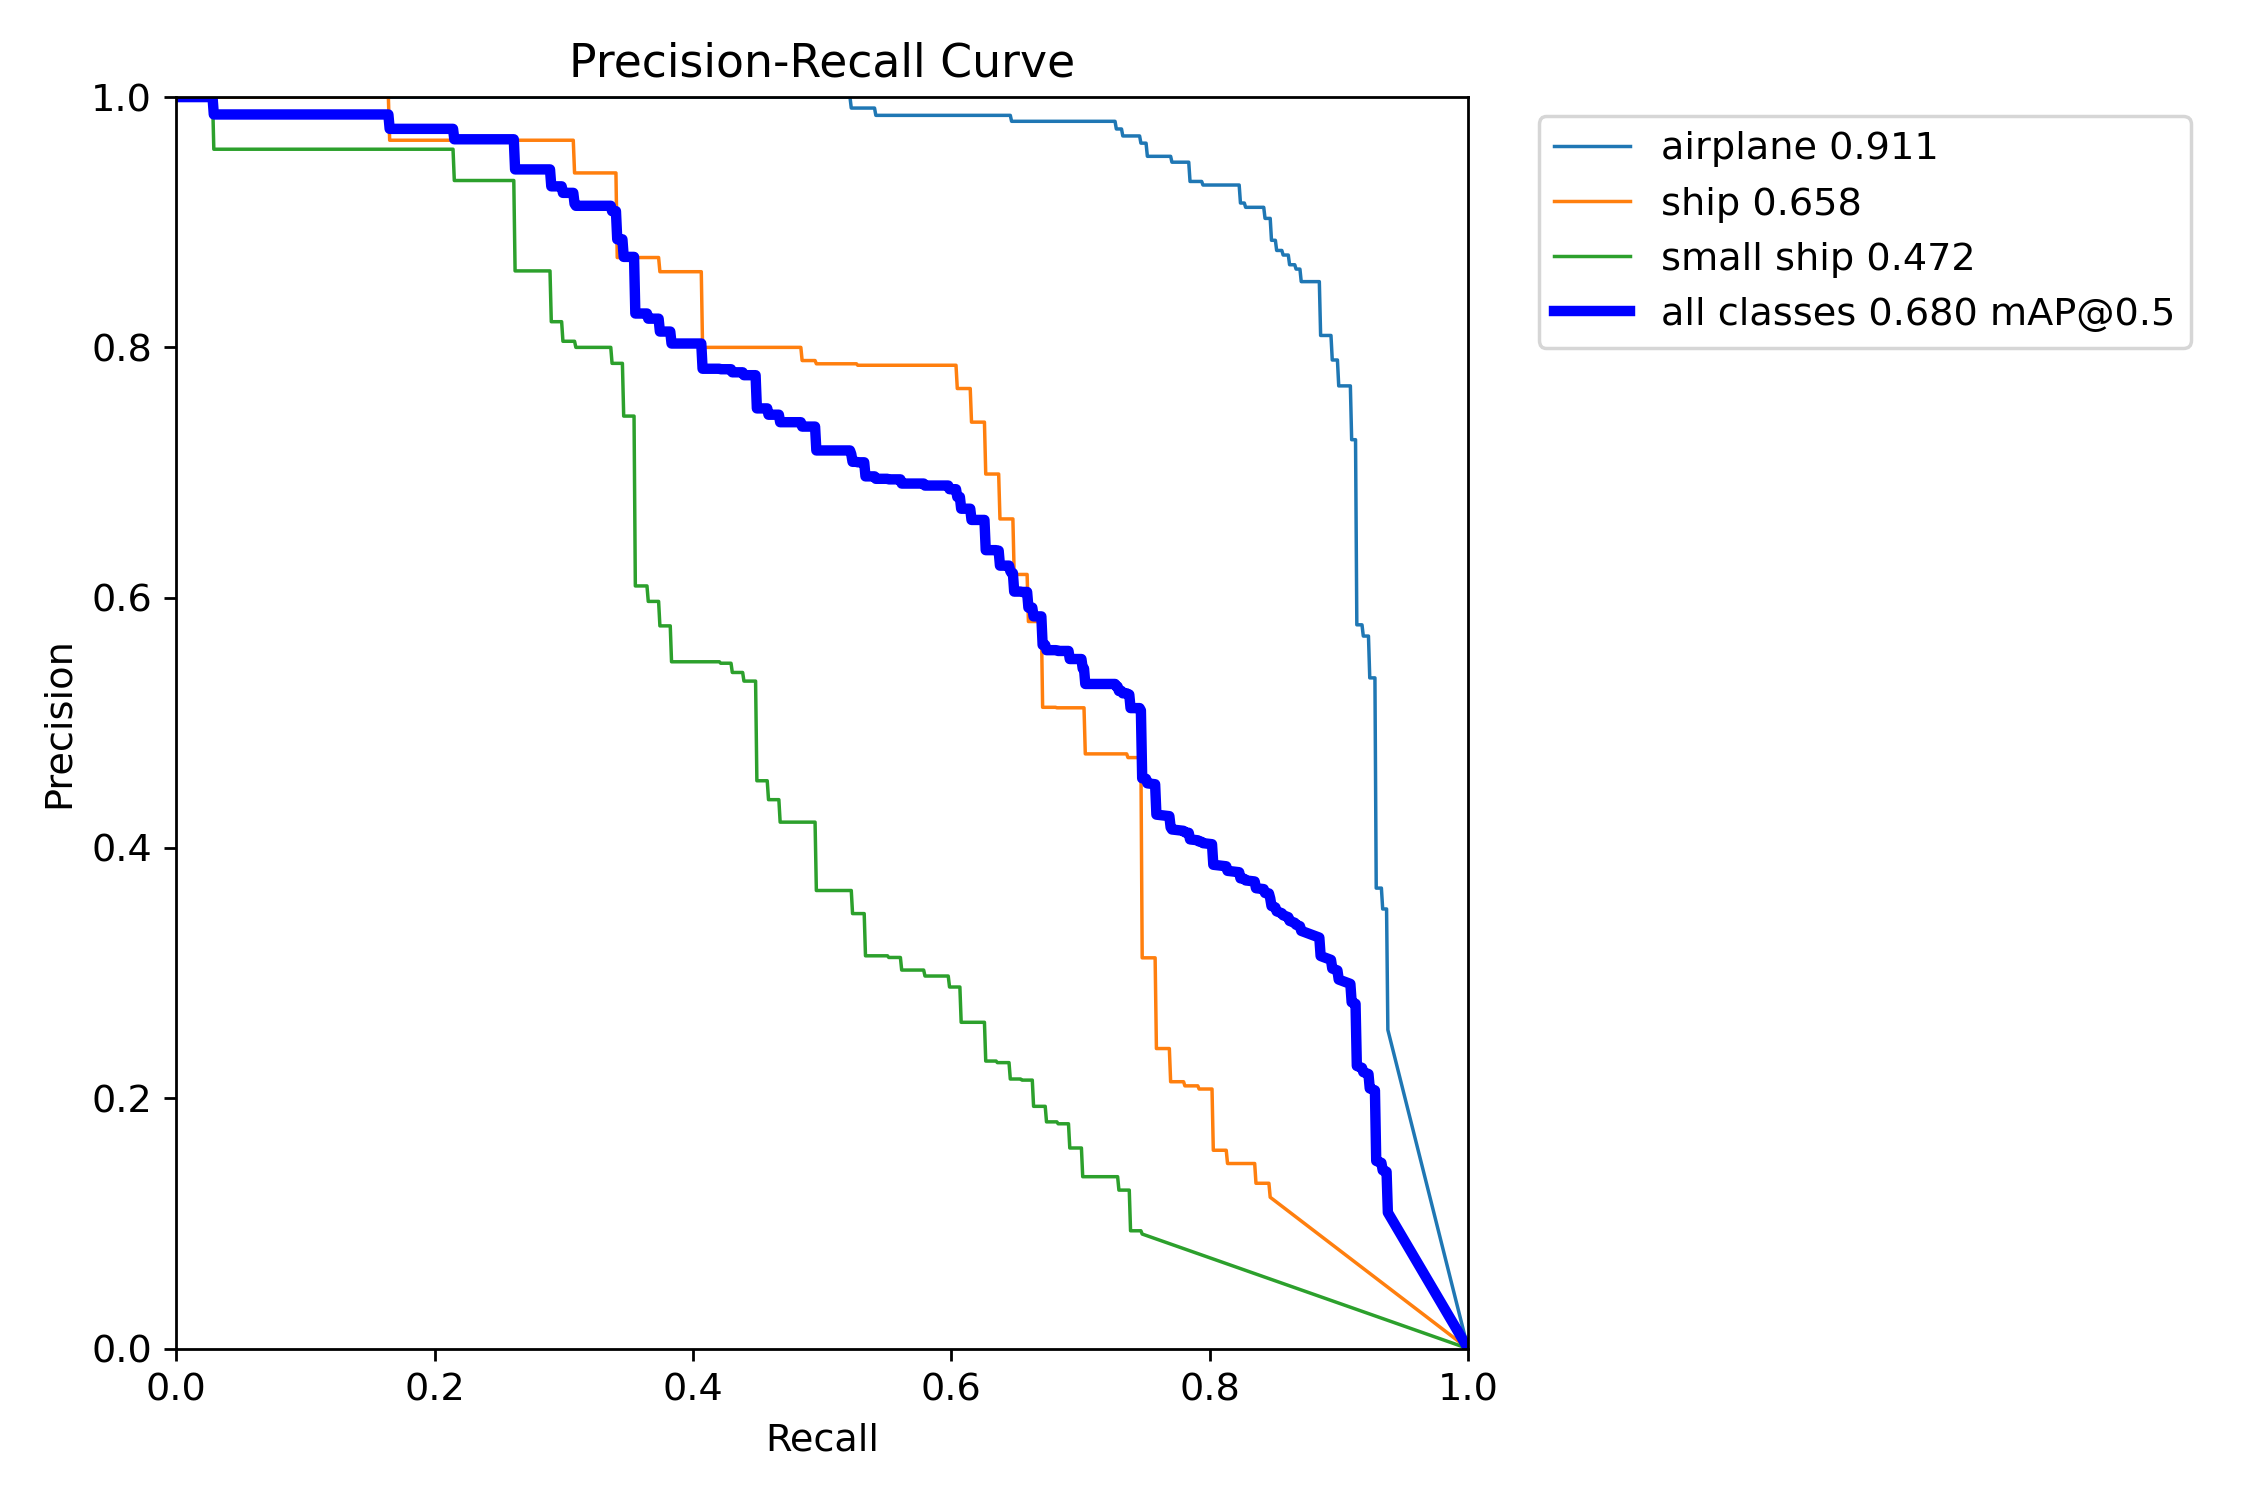 Precision-Recall Curve
1.0
0.8
0.6
0.4
0.2
0.0
Precision
0.0 0.2 0.4 0.6 0.8 1.0
Recall
airplane 0.911
ship 0.658
small ship 0.472
all classes 0.680 mAP@0.5